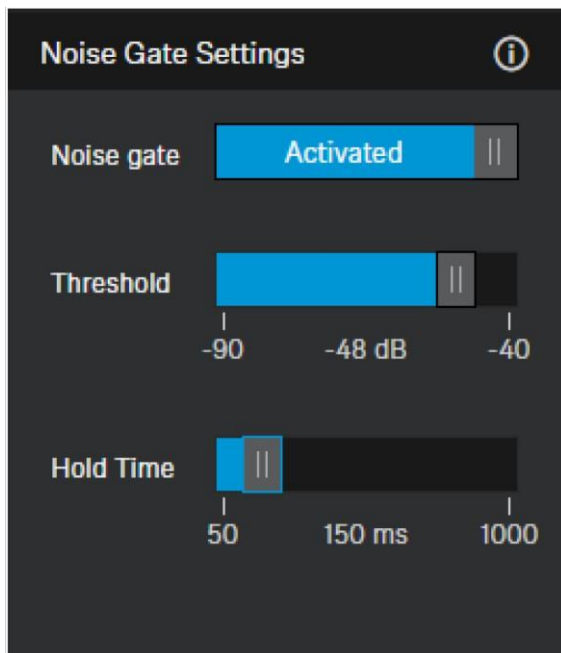 Noise Gate Settings
Noise gate Activated
Threshold
-90 -48 dB -40
Hold Time
50 150 ms 1000